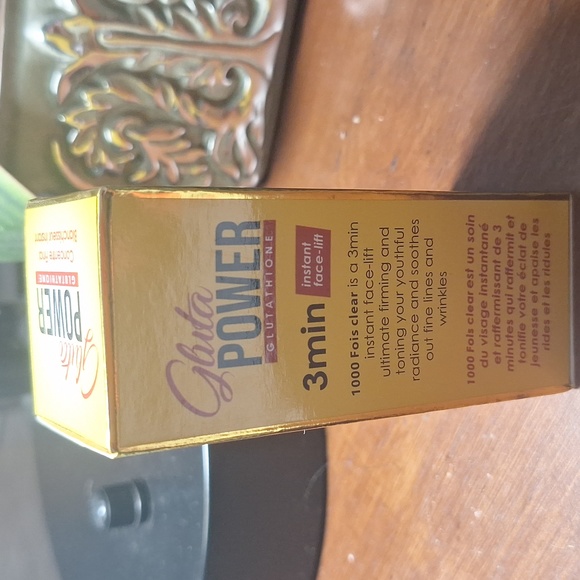 Gluta
POWER
GLUTATHIONE
3min instant
face-lift
1000 Fois clear is a 3min
instant face-lift
ultimate firming and
toning your youthful
radiance and soothes
out fine lines and
wrinkles
1000 Fois clear est un soin
du visage instantané
et raffermissant de 3
minutes qui raffermit et
tonifie votre éclat de
jeunesse et apaise les
rides et les ridules
Gluta
POWER
GLUTATHIONE